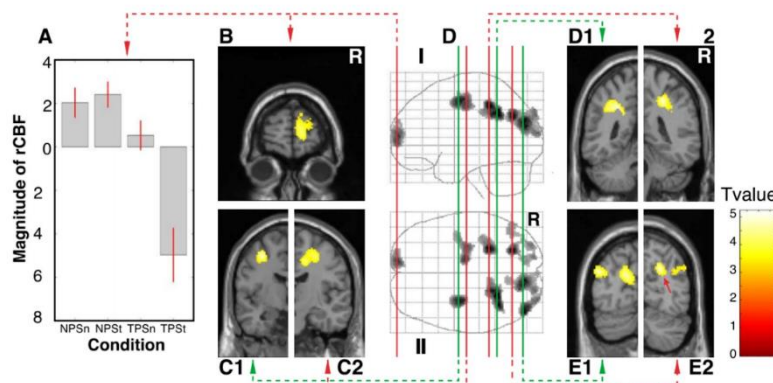 A
B
D
D1
2
R
I
R
4
2
0
2
4
6
8
Magnitude of rCBF
NPSn NPSt TPSn TPSt
Condition
C1
C2
R
II
E1
E2
Tvalue
5
4
3
2
1
0